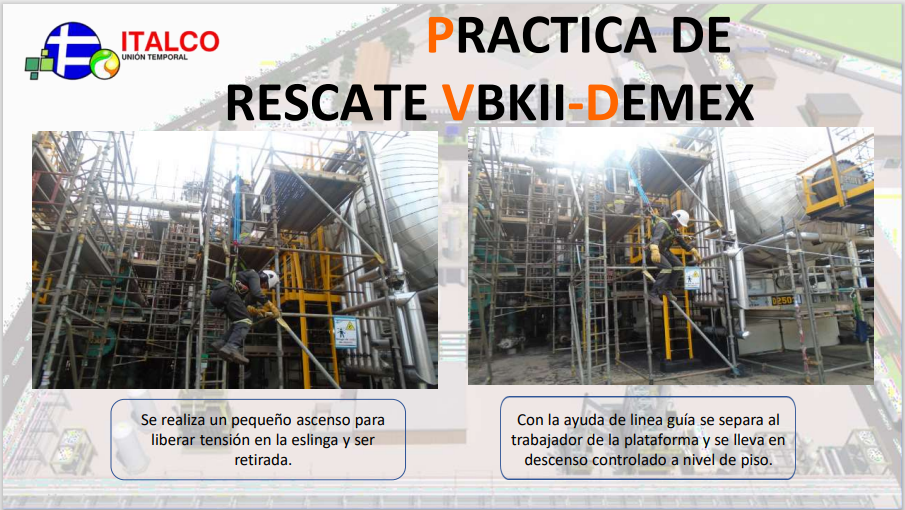 ITALCO
UNIÓN TEMPORAL
PRACTICA DE
RESCATE VBKII-DEMEX
Se realiza un pequeño ascenso para
liberar tensión en la eslinga y ser
retirada.
Con la ayuda de linea guía se separa al
trabajador de la plataforma y se lleva en
descenso controlado a nivel de piso.